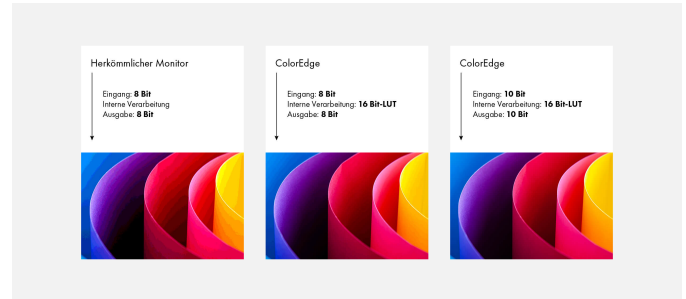 Herkömmlicher Monitor
Eingang: 8 Bit
Interne Verarbeitung
Ausgabe: 8 Bit
ColorEdge
Eingang: 8 Bit
Interne Verarbeitung: 16 Bit-LUT
Ausgabe: 8 Bit
ColorEdge
Eingang: 10 Bit
Interne Verarbeitung: 16 Bit-LUT
Ausgabe: 10 Bit